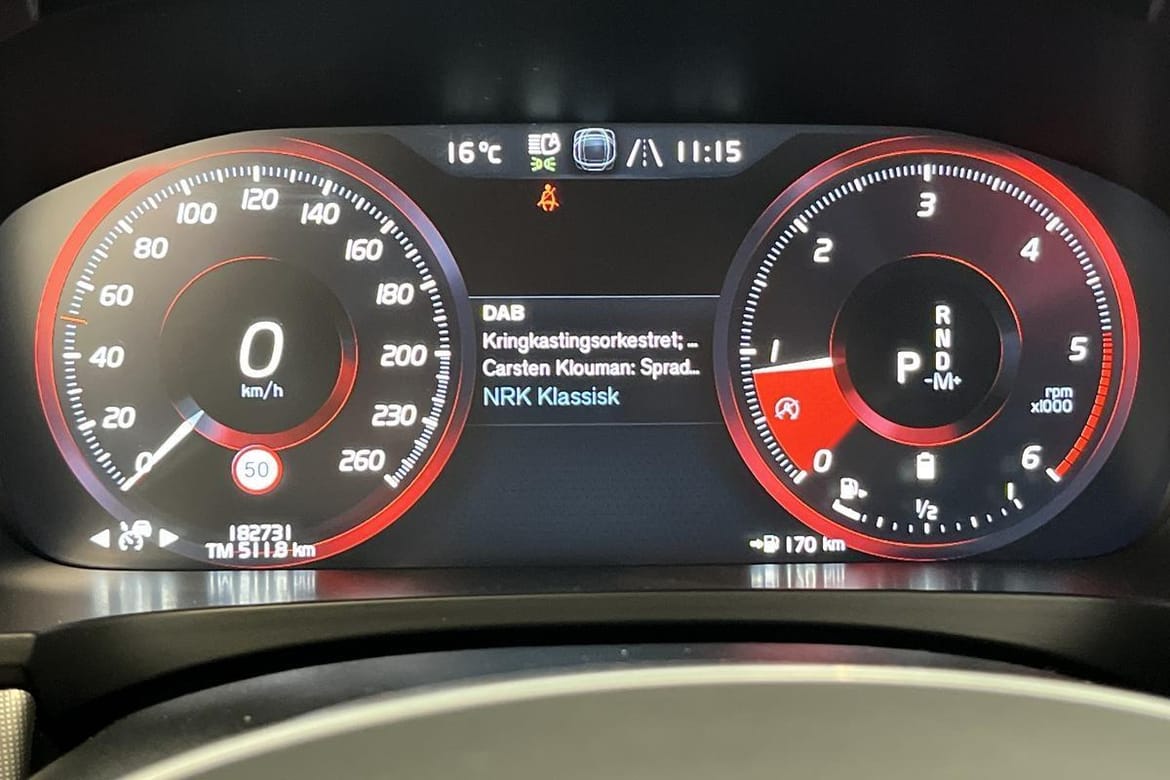 16°C
11:15
0
20
40
60
80
100
120
140
160
180
200
230
260
0
km/h
50
182731
TM 511.8 km
DAB
Kringkastingsorkestret; ...
Carsten Klouman: Sprad...
NRK Klassisk
0
1
2
3
4
5
6
rpm
x1000
R
N
D
P
-M+
A
1/2
1
170 km